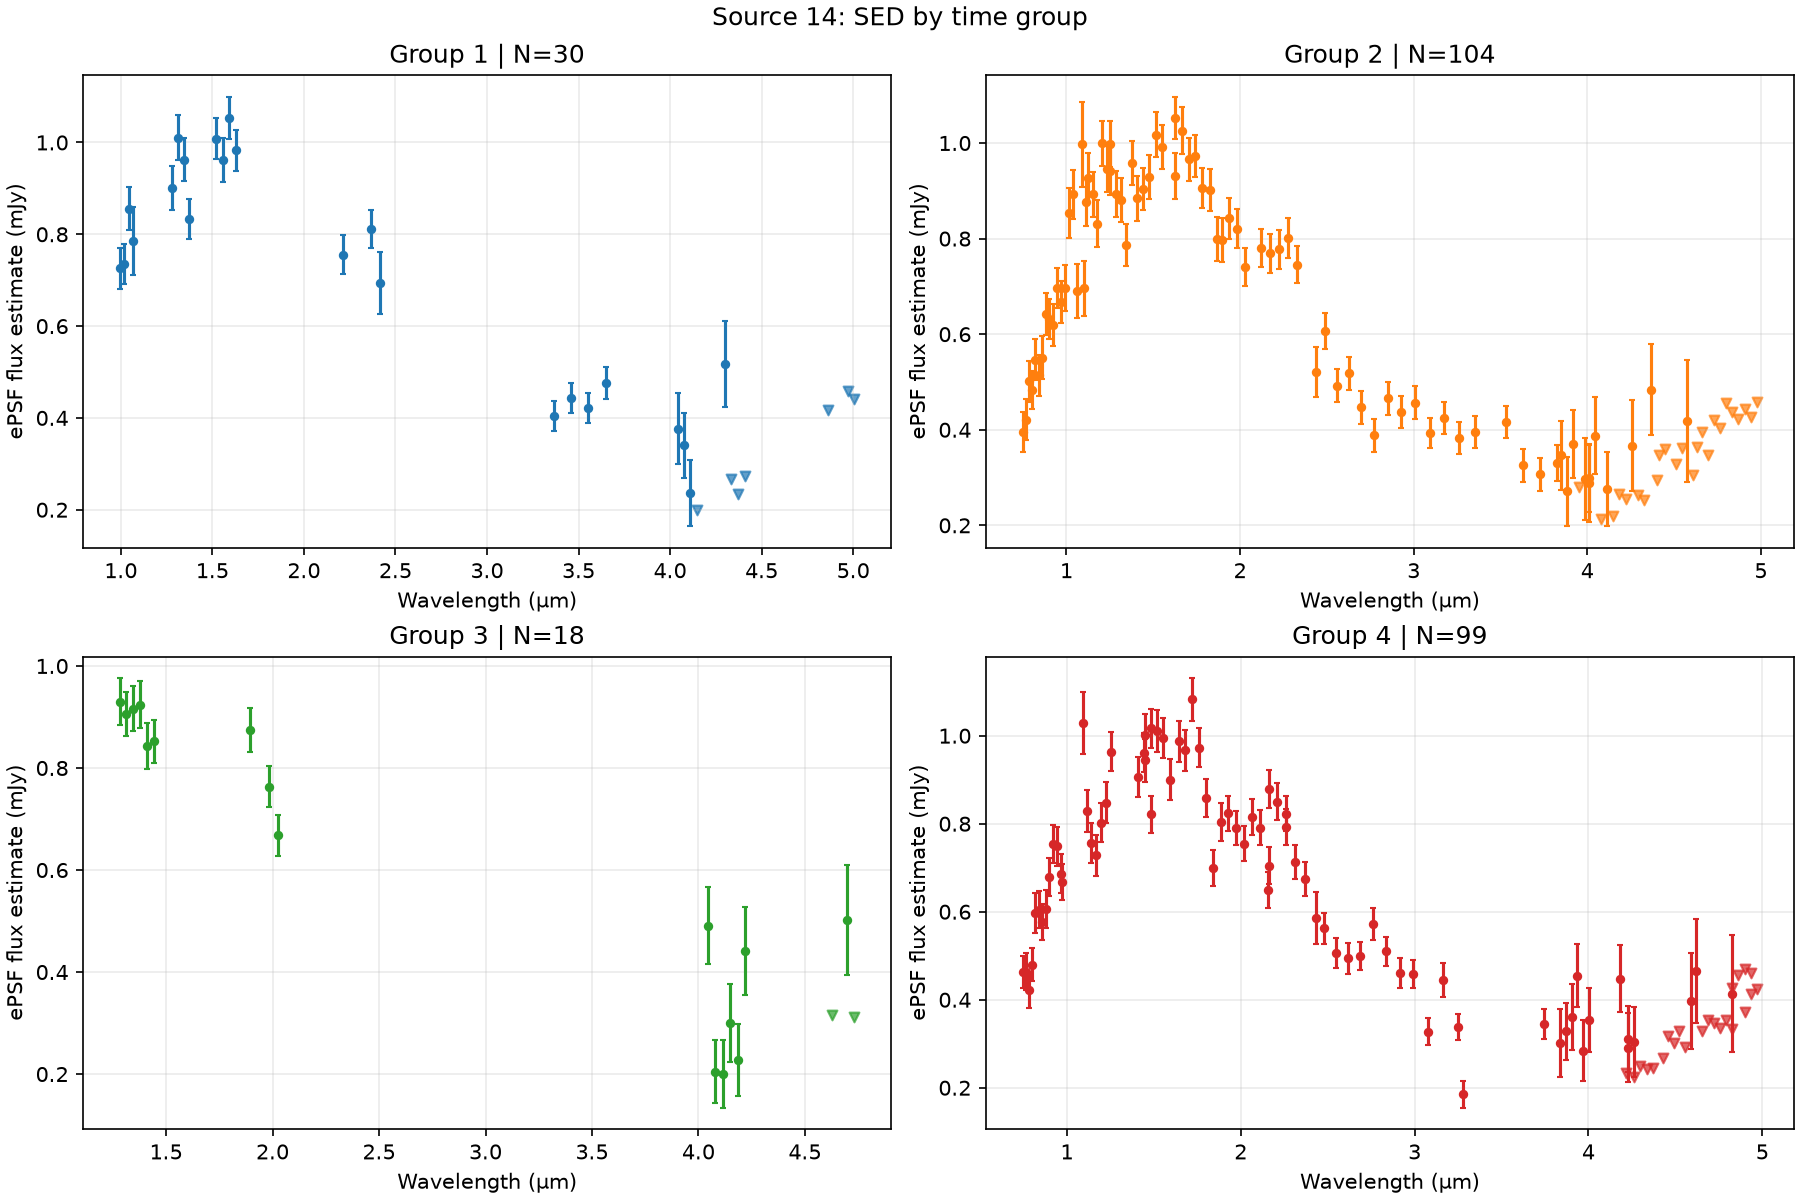 Source 14: SED by time group
Group 1 | N=30
ePSF flux estimate (mJy)
1.0
0.8
0.6
0.4
0.2
1.0 1.5 2.0 2.5 3.0 3.5 4.0 4.5 5.0
Wavelength (μm)
Group 2 | N=104
ePSF flux estimate (mJy)
1.0
0.8
0.6
0.4
0.2
1 2 3 4 5
Wavelength (μm)
Group 3 | N=18
ePSF flux estimate (mJy)
1.0
0.8
0.6
0.4
0.2
1.5 2.0 2.5 3.0 3.5 4.0 4.5
Wavelength (μm)
Group 4 | N=99
ePSF flux estimate (mJy)
1.0
0.8
0.6
0.4
0.2
1 2 3 4 5
Wavelength (μm)